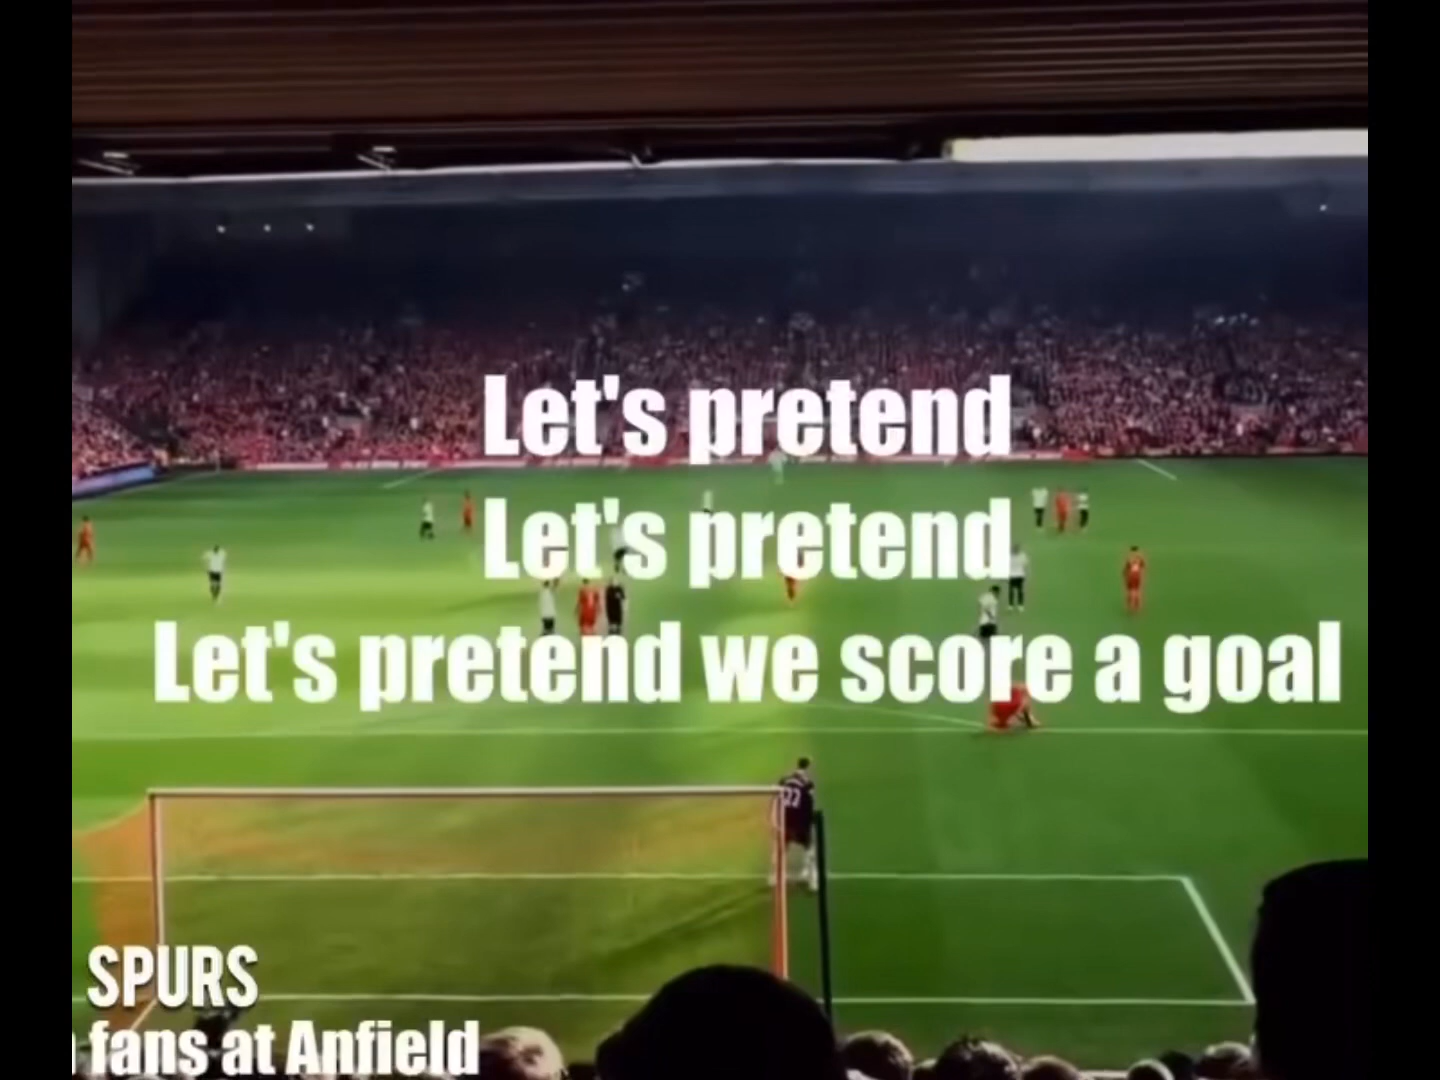 Let's pretend
Let's pretend
Let's pretend we score a goal
SPURS
fans at Anfield